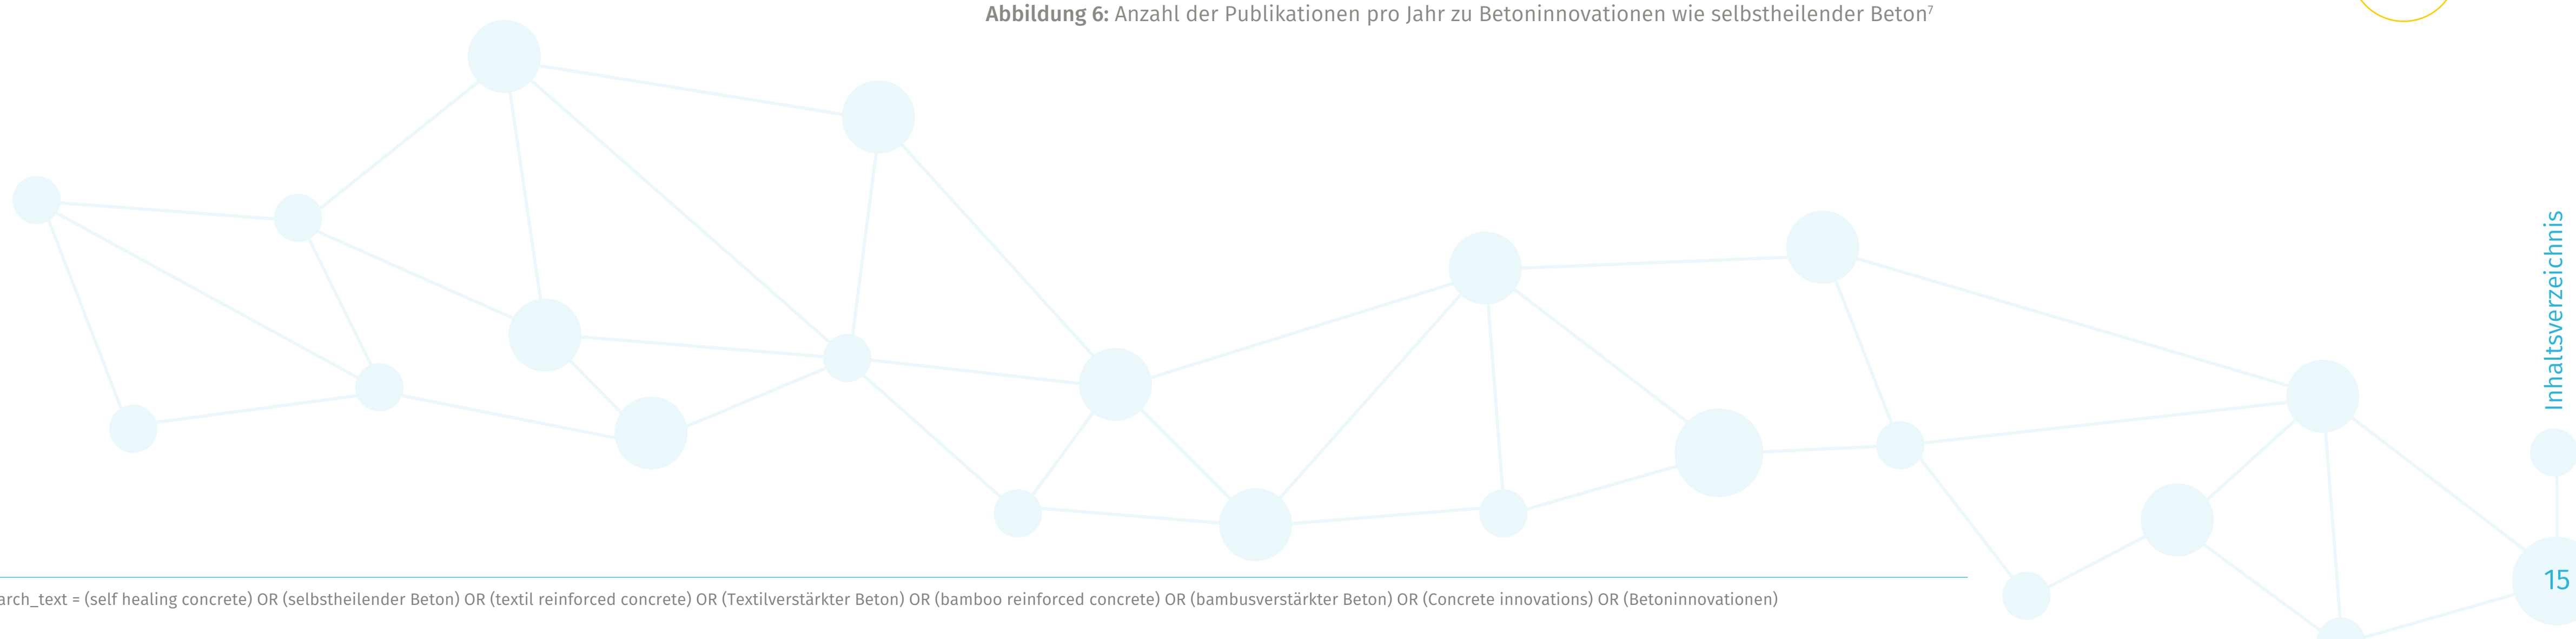 Abbildung 6: Anzahl der Publikationen pro Jahr zu Betoninnovationen wie selbstheilender Beton⁷
Inhaltsverzeichnis
15
arch_text = (self healing concrete) OR (selbstheilender Beton) OR (textil reinforced concrete) OR (Textilverstärkter Beton) OR (bamboo reinforced concrete) OR (bambusverstärkter Beton) OR (Concrete innovations) OR (Betoninnovationen)